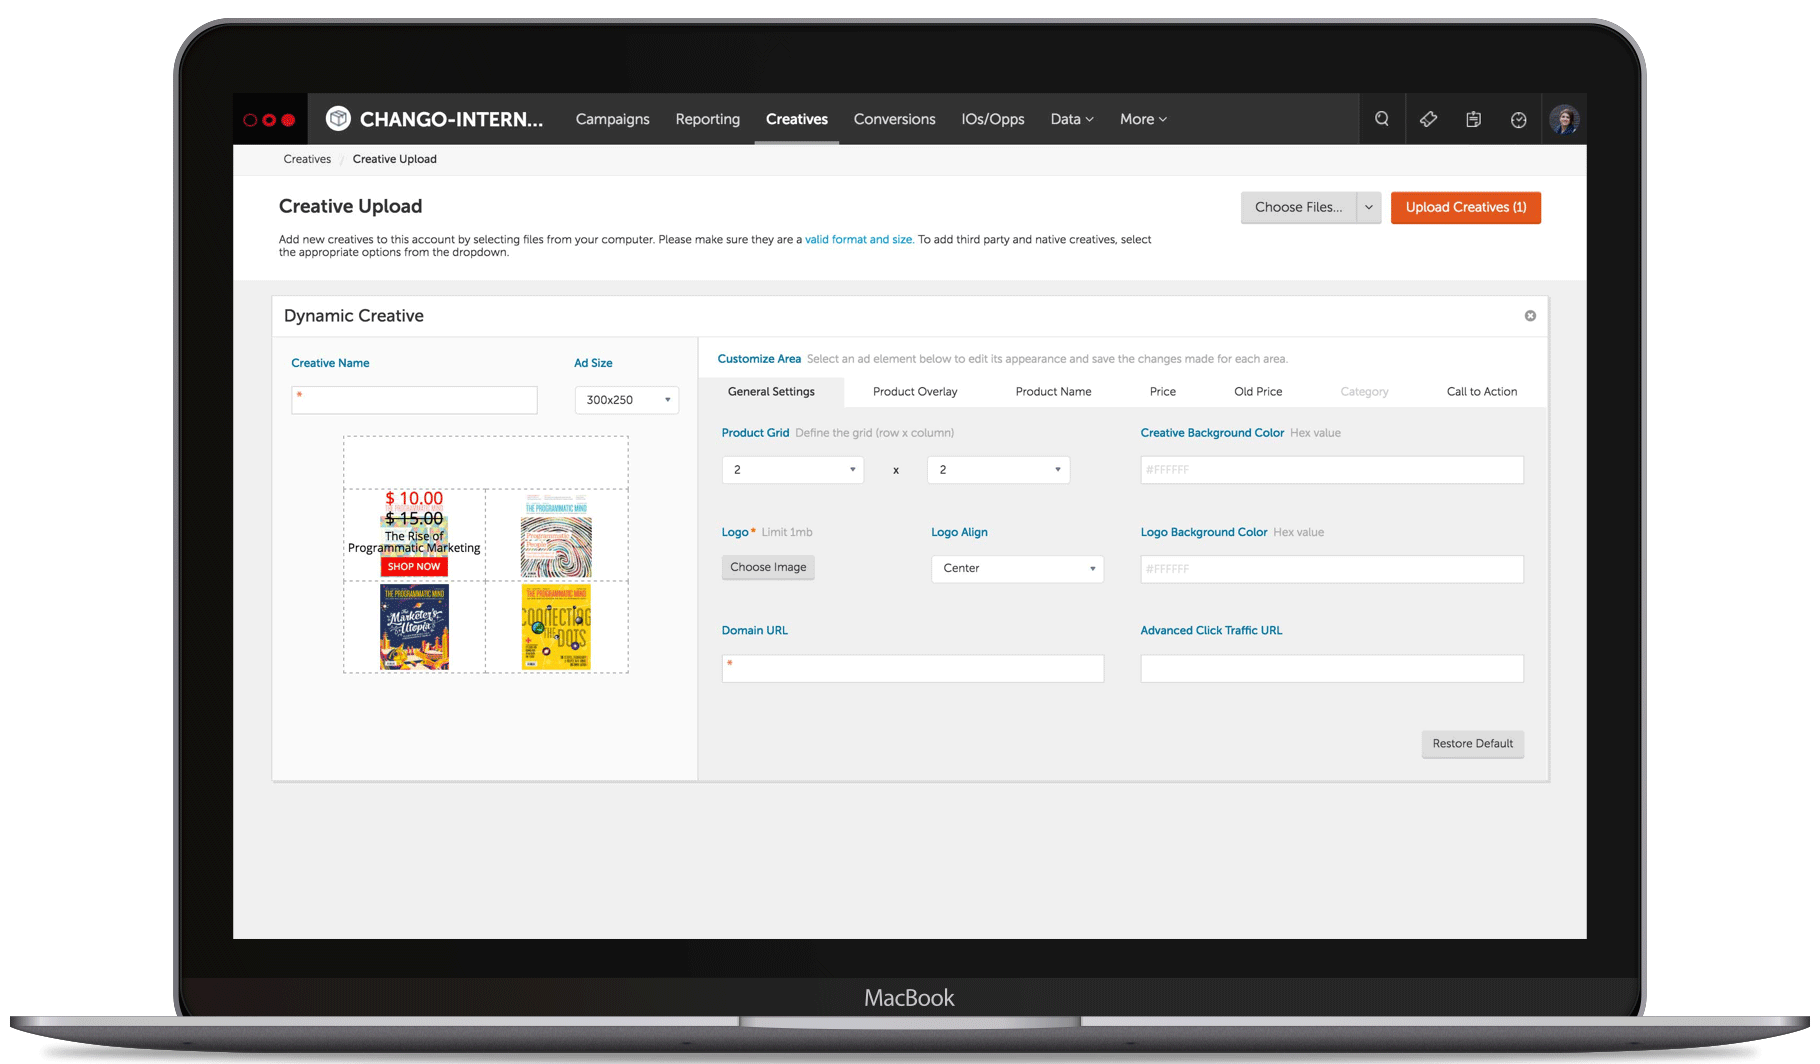 CHANGO-INTERN...
Campaigns
Reporting
Creatives
Conversions
IOs/Opps
Data
More
Creatives / Creative Upload
Creative Upload
Choose Files...
Upload Creatives (1)
Add new creatives to this account by selecting files from your computer. Please make sure they are a valid format and size. To add third party and native creatives, select
the appropriate options from the dropdown.
Dynamic Creative
Creative Name
Ad Size
*
300x250
$ 10.00
$ 15.00
The Rise of
Programmatic Marketing
SHOP NOW
THE PROGRAMMATIC MIND
Programmatic
People
THE PROGRAMMATIC MIND
The
Marketer's
Utopia
THE PROGRAMMATIC MIND
CONNECTING
THE DOTS
Customize Area Select an ad element below to edit its appearance and save the changes made for each area.
General Settings
Product Overlay
Product Name
Price
Old Price
Category
Call to Action
Product Grid Define the grid (row x column)
Creative Background Color Hex value
2 x 2
#FFFFFF
Logo * Limit 1mb
Logo Align
Logo Background Color Hex value
Choose Image
Center
#FFFFFF
Domain URL
Advanced Click Traffic URL
*
Restore Default
MacBook